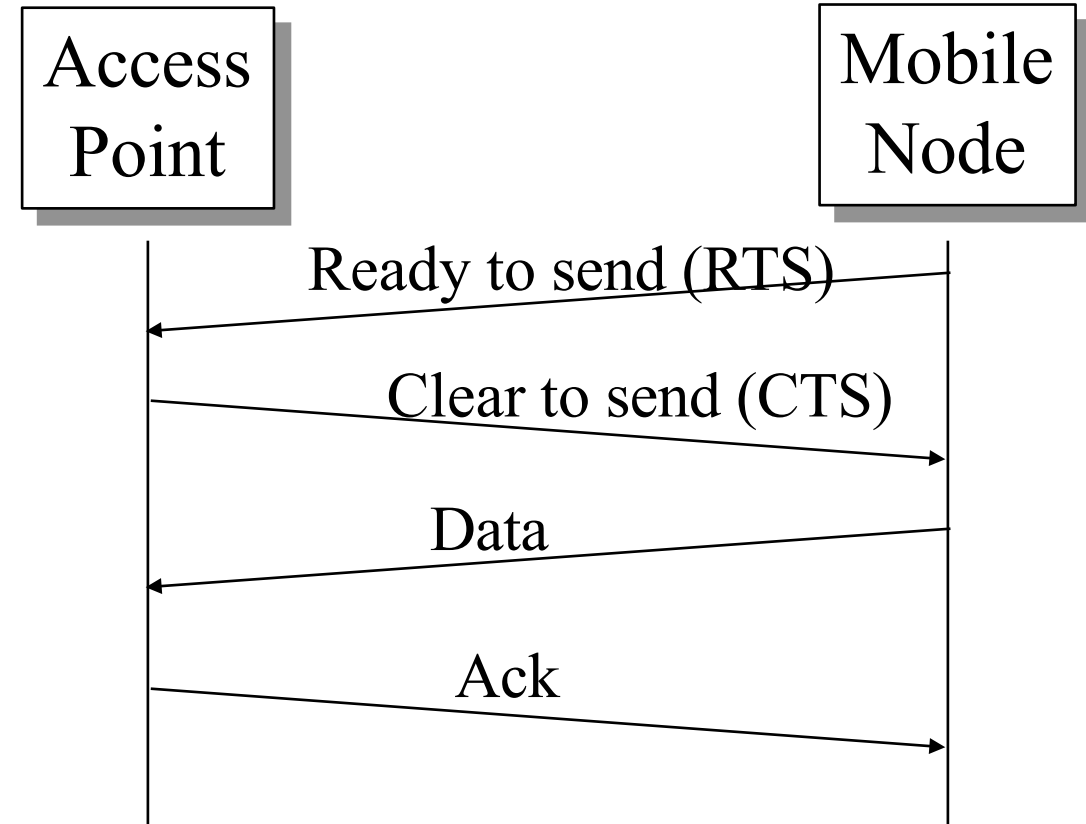 Access
Point
Mobile
Node
Ready to send (RTS)
Clear to send (CTS)
Data
Ack